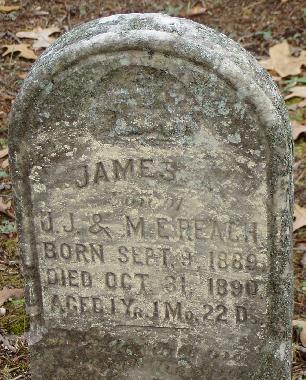 JAMES
Son of
J.J. & M.E. REACH
BORN SEPT. 9, 1889
DIED OCT. 31, 1890
AGED 1 Yr. 1 Mo. 22 D.